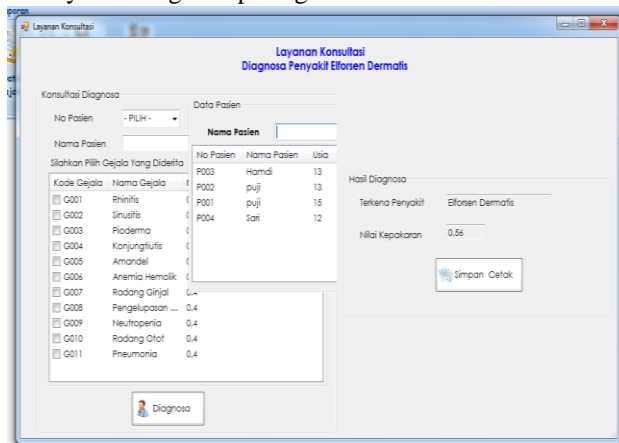 Layanan Konsultasi
Layanan Konsultasi
Diagnosa Penyakit Elforsen Dermatis
Konsultasi Diagnosa
No Pasien - PILIH -
Nama Pasien
Silahkan Pilih Gejala Yang Diderita
Kode Gejala Nama Gejala
G001 Rhinitis
G002 Sinusitis
G003 Pioderma
G004 Konjungtiutis
G005 Amandel
G006 Anemia Hemolik
G007 Radang Ginjal 0,4
G008 Pengelupasan ... 0,4
G009 Neutropenia 0,4
G010 Radang Otot 0,4
G011 Pneumonia 0,4
Diagnosa
Data Pasien
Nama Pasien
No Pasien Nama Pasien Usia
P003 Hamdi 13
P002 puji 13
P001 puji 15
P004 Sari 12
Hasil Diagnosa
Terkena Penyakit Elforsen Dermatis
Nilai Kepakaran 0,56
Simpan Cetak